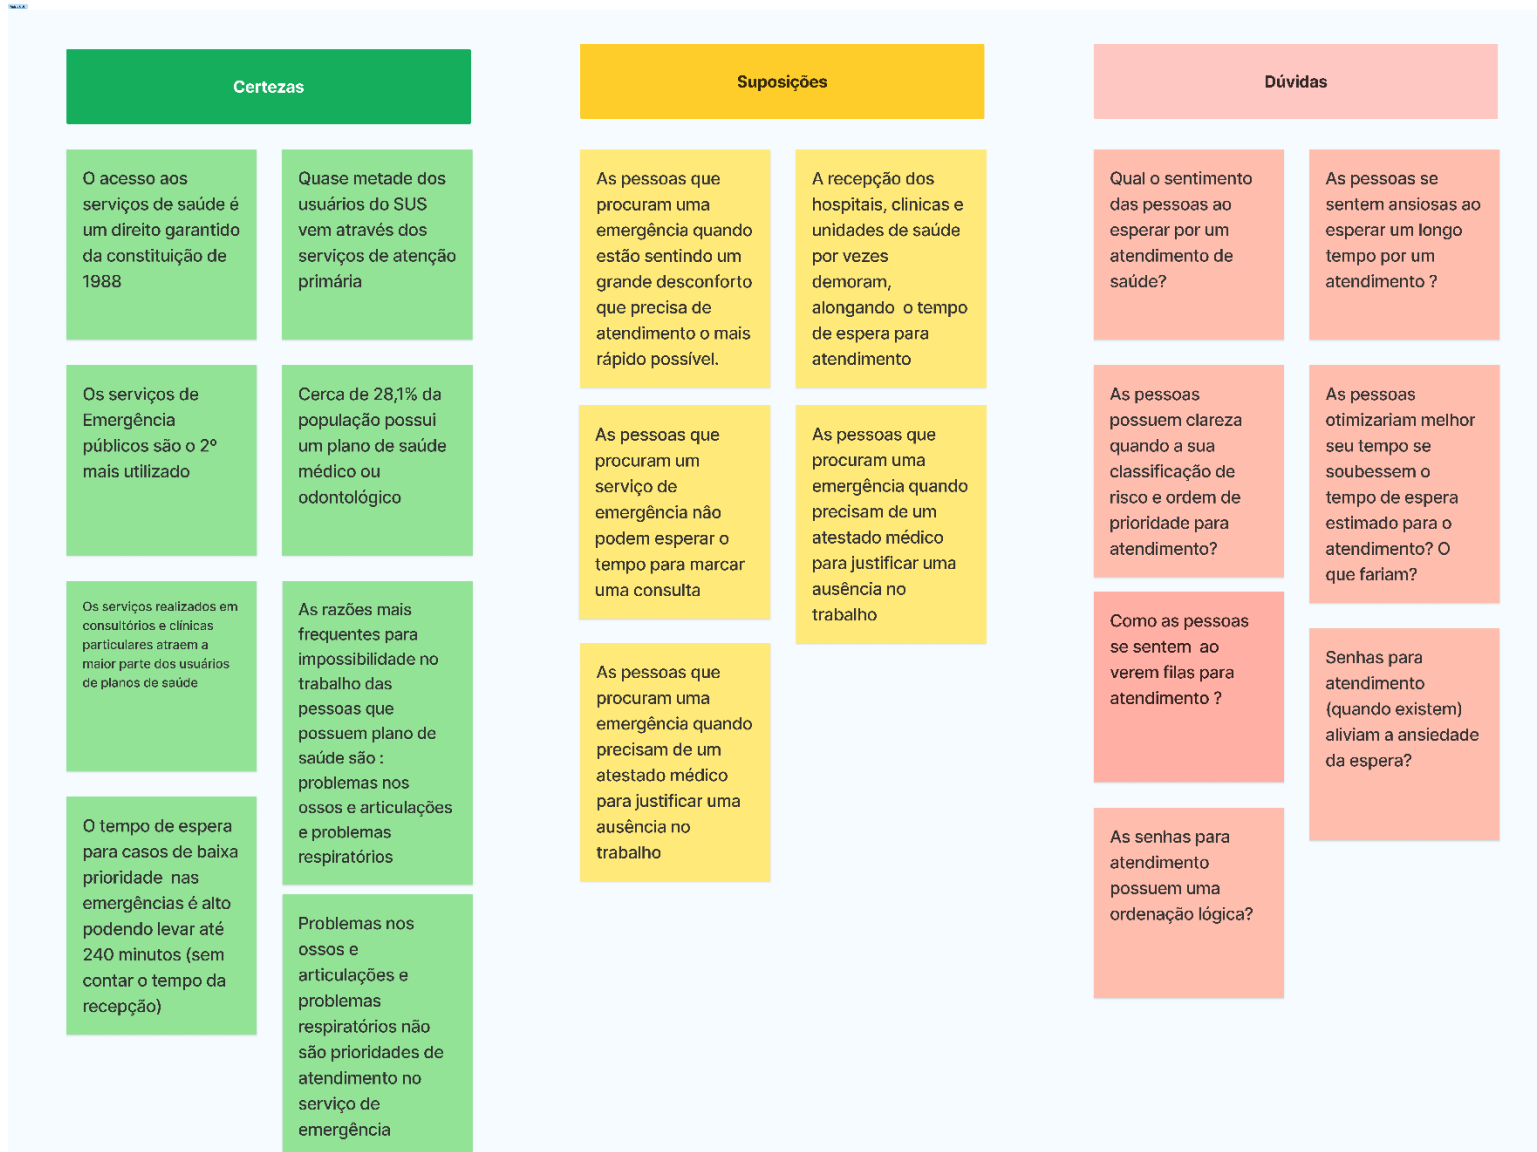 Certezas
O acesso aos
serviços de saúde é
um direito garantido
da constituição de
1988
Quase metade dos
usuários do SUS
vem através dos
serviços de atenção
primária
Os serviços de
Emergência
públicos são o 2º
mais utilizado
Cerca de 28,1% da
população possui
um plano de saúde
médico ou
odontológico
Os serviços realizados em
consultórios e clínicas
particulares atraem a
maior parte dos usuários
de planos de saúde
As razões mais
frequentes para
impossibilidade no
trabalho das
pessoas que
possuem plano de
saúde são :
problemas nos
ossos e articulações
e problemas
respiratórios
O tempo de espera
para casos de baixa
prioridade  nas
emergências é alto
podendo levar até
240 minutos (sem
contar o tempo da
recepção)
Problemas nos
ossos e
articulações e
problemas
respiratórios não
são prioridades de
atendimento no
serviço de
emergência
Suposições
As pessoas que
procuram uma
emergência quando
estão sentindo um
grande desconforto
que precisa de
atendimento o mais
rápido possível.
A recepção dos
hospitais, clinicas e
unidades de saúde
por vezes
demoram,
alongando  o tempo
de espera para
atendimento
As pessoas que
procuram um
serviço de
emergência nâo
podem esperar o
tempo para marcar
uma consulta
As pessoas que
procuram uma
emergência quando
precisam de um
atestado médico
para justificar uma
ausência no
trabalho
As pessoas que
procuram uma
emergência quando
precisam de um
atestado médico
para justificar uma
ausência no
trabalho
Dúvidas
Qual o sentimento
das pessoas ao
esperar por um
atendimento de
saúde?
As pessoas se
sentem ansiosas ao
esperar um longo
tempo por um
atendimento ?
As pessoas
possuem clareza
quando a sua
classificação de
risco e ordem de
prioridade para
atendimento?
As pessoas
otimizariam melhor
seu tempo se
soubessem o
tempo de espera
estimado para o
atendimento? O
que fariam?
Como as pessoas
se sentem  ao
verem filas para
atendimento ?
Senhas para
atendimento
(quando existem)
aliviam a ansiedade
da espera?
As senhas para
atendimento
possuem uma
ordenação lógica?